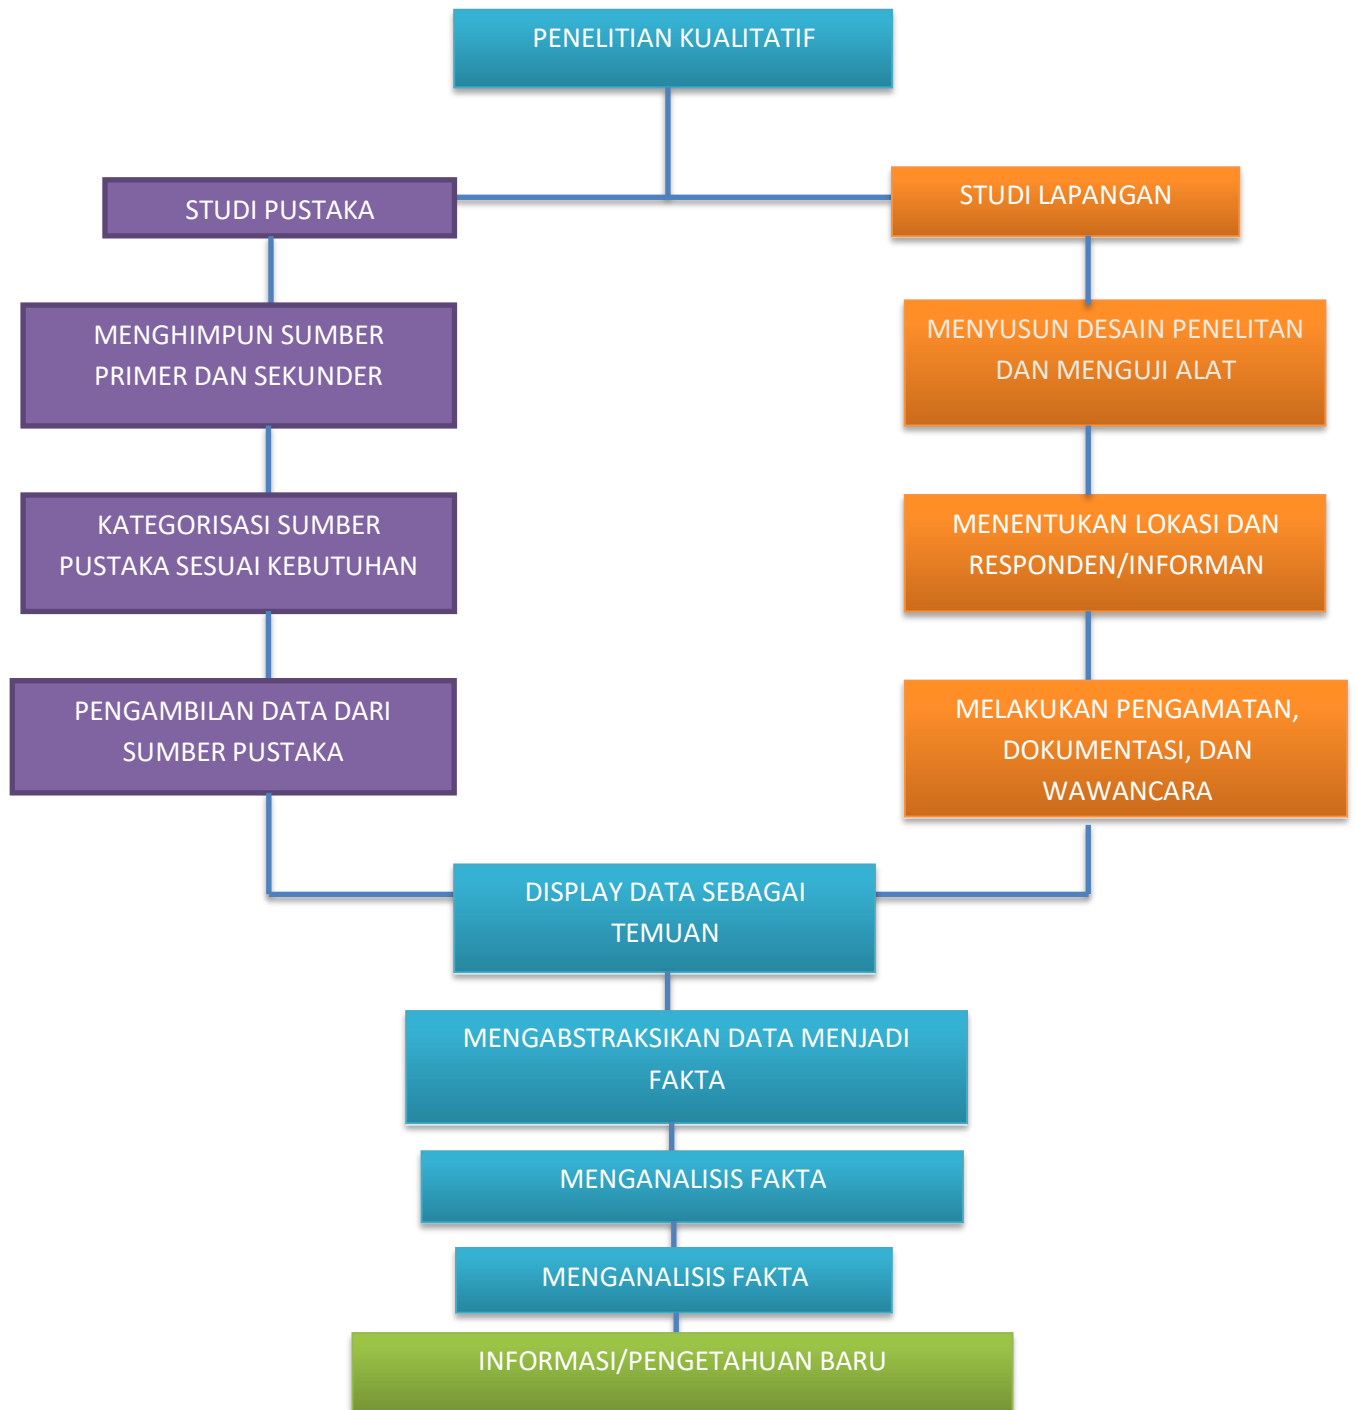 PENELITIAN KUALITATIF
STUDI PUSTAKA
STUDI LAPANGAN
MENGHIMPUN SUMBER
PRIMER DAN SEKUNDER
MENYUSUN DESAIN PENELITAN
DAN MENGUJI ALAT
KATEGORISASI SUMBER
PUSTAKA SESUAI KEBUTUHAN
MENENTUKAN LOKASI DAN
RESPONDEN/INFORMAN
PENGAMBILAN DATA DARI
SUMBER PUSTAKA
MELAKUKAN PENGAMATAN,
DOKUMENTASI, DAN
WAWANCARA
DISPLAY DATA SEBAGAI
TEMUAN
MENGABSTRAKSIKAN DATA MENJADI
FAKTA
MENGANALISIS FAKTA
MENGANALISIS FAKTA
INFORMASI/PENGETAHUAN BARU